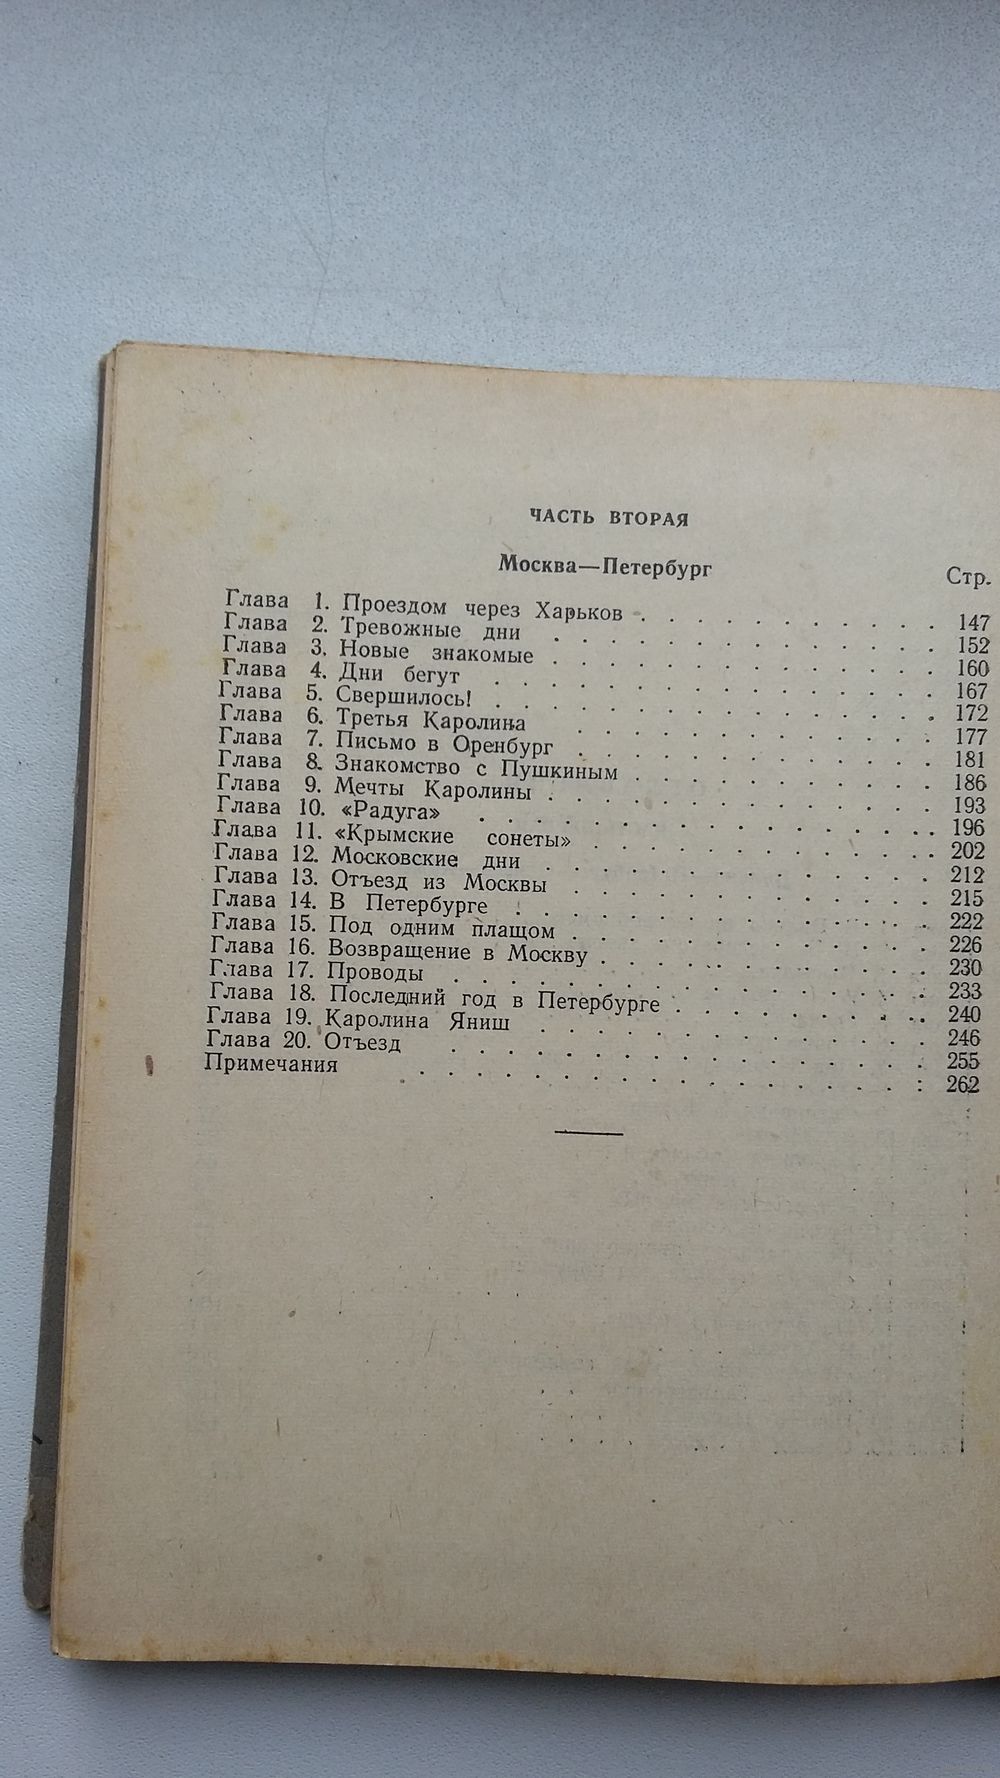 ЧАСТЬ ВТОРАЯ
Москва—Петербург
Стр.
Глава 1. Проездом через Харьков . . . . . . . . . . . 147
Глава 2. Тревожные дни . . . . . . . . . . . . . 152
Глава 3. Новые знакомые . . . . . . . . . . . . . 160
Глава 4. Дни бегут . . . . . . . . . . . . . . . 167
Глава 5. Свершилось! . . . . . . . . . . . . . . . 172
Глава 6. Третья Каролина . . . . . . . . . . . . . 177
Глава 7. Письмо в Оренбург . . . . . . . . . . . . 181
Глава 8. Знакомство с Пушкиным . . . . . . . . . . . 186
Глава 9. Мечты Каролины . . . . . . . . . . . . . 193
Глава 10. «Радуга» . . . . . . . . . . . . . . . . 196
Глава 11. «Крымские сонеты» . . . . . . . . . . . . 202
Глава 12. Московские дни . . . . . . . . . . . . . 212
Глава 13. Отъезд из Москвы . . . . . . . . . . . . 215
Глава 14. В Петербурге . . . . . . . . . . . . . . 222
Глава 15. Под одним плащом . . . . . . . . . . . . 226
Глава 16. Возвращение в Москву . . . . . . . . . . . 230
Глава 17. Проводы . . . . . . . . . . . . . . . . 233
Глава 18. Последний год в Петербурге . . . . . . . . . 240
Глава 19. Каролина Яниш . . . . . . . . . . . . . 246
Глава 20. Отъезд . . . . . . . . . . . . . . . . . 255
Примечания . . . . . . . . . . . . . . . . . . 262